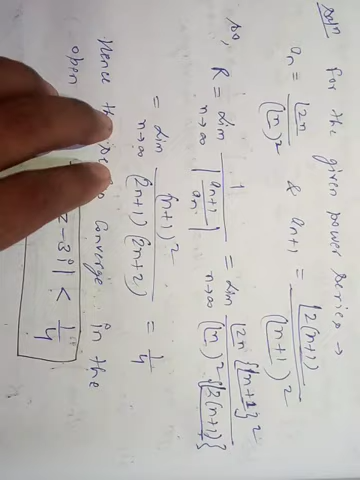 Soln For the given power series →
an = |2n / (|n)² & an+1 = |2(n+1) / (|n+1)²
so, R = Lim n→∞ 1 / |an+1 / an| = Lim n→∞ |2n {|n+1}² / (|n)² {|2(n+1)}
= Lim n→∞ (n+1)² / (2n+1)(2n+2) = 1/4
Hence converge in the
open z-3i| < 1/4